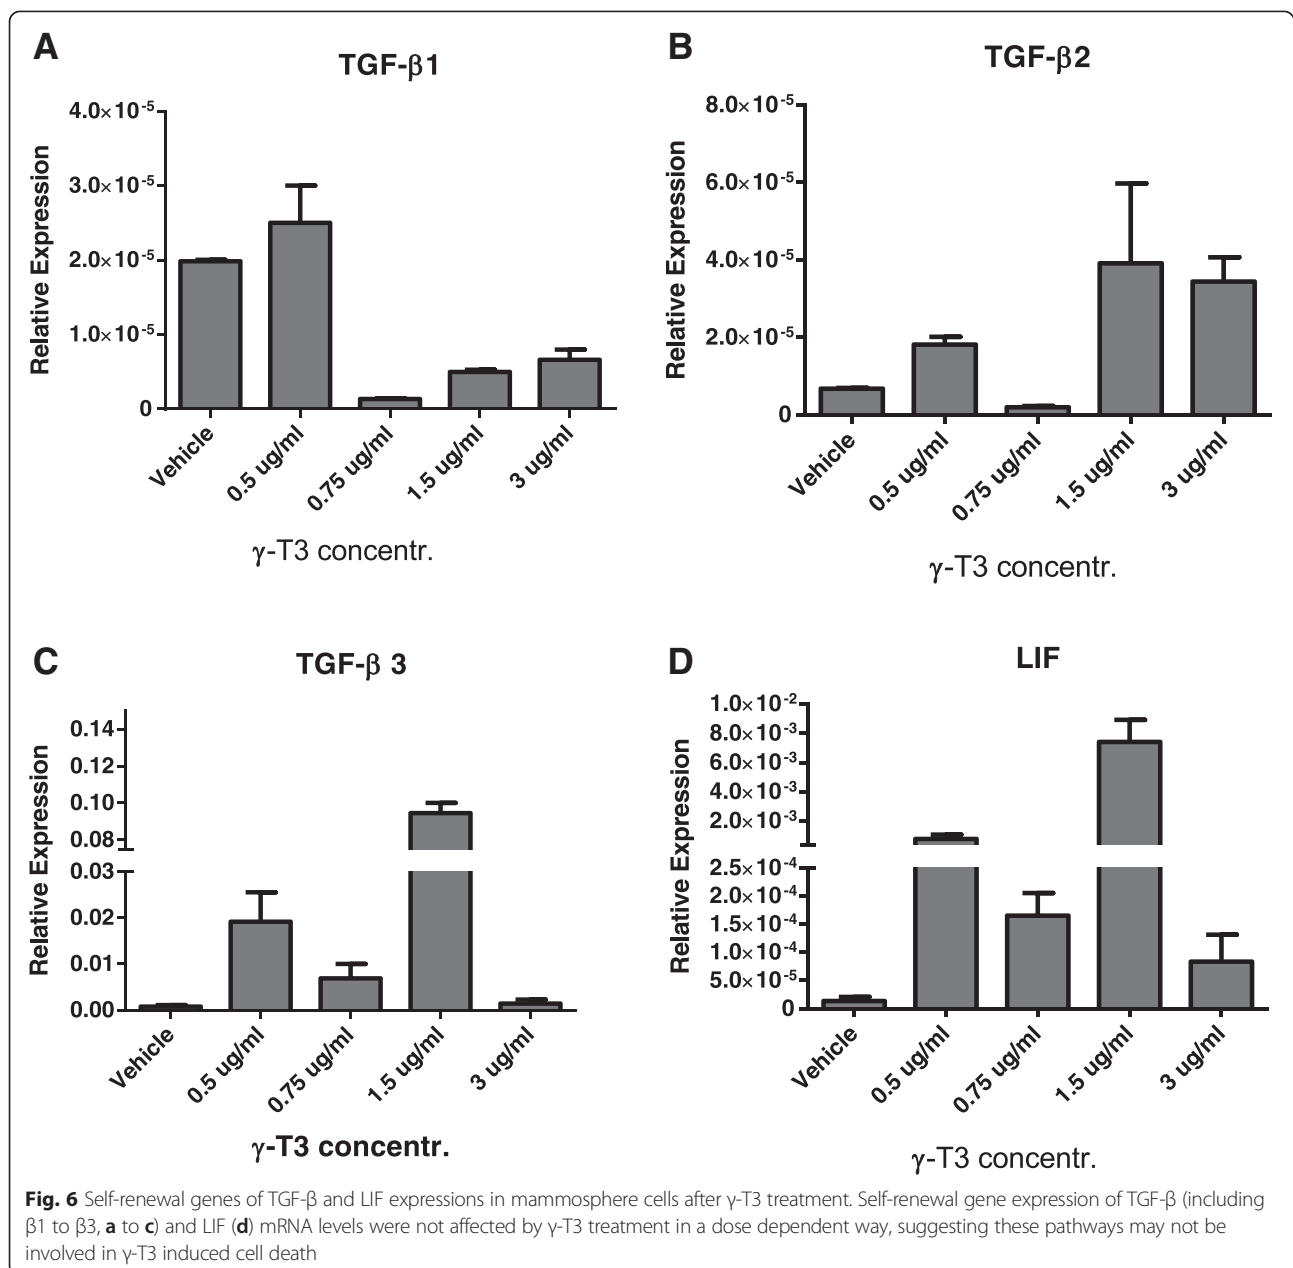 A
TGF-β1
Relative Expression
4.0×10⁻⁵
3.0×10⁻⁵
2.0×10⁻⁵
1.0×10⁻⁵
0
Vehicle
0.5 ug/ml
0.75 ug/ml
1.5 ug/ml
3 ug/ml
γ-T3 concentr.
B
TGF-β2
Relative Expression
8.0×10⁻⁵
6.0×10⁻⁵
4.0×10⁻⁵
2.0×10⁻⁵
0
Vehicle
0.5 ug/ml
0.75 ug/ml
1.5 ug/ml
3 ug/ml
γ-T3 concentr.
C
TGF-β 3
Relative Expression
0.14
0.12
0.10
0.08
0.03
0.02
0.01
0.00
Vehicle
0.5 ug/ml
0.75 ug/ml
1.5 ug/ml
3 ug/ml
γ-T3 concentr.
D
LIF
Relative Expression
1.0×10⁻²
8.0×10⁻³
6.0×10⁻³
4.0×10⁻³
2.0×10⁻³
2.5×10⁻⁴
2.0×10⁻⁴
1.5×10⁻⁴
1.0×10⁻⁴
5.0×10⁻⁵
0
Vehicle
0.5 ug/ml
0.75 ug/ml
1.5 ug/ml
3 ug/ml
γ-T3 concentr.
Fig. 6 Self-renewal genes of TGF-β and LIF expressions in mammosphere cells after γ-T3 treatment. Self-renewal gene expression of TGF-β (including
β1 to β3, a to c) and LIF (d) mRNA levels were not affected by γ-T3 treatment in a dose dependent way, suggesting these pathways may not be
involved in γ-T3 induced cell death